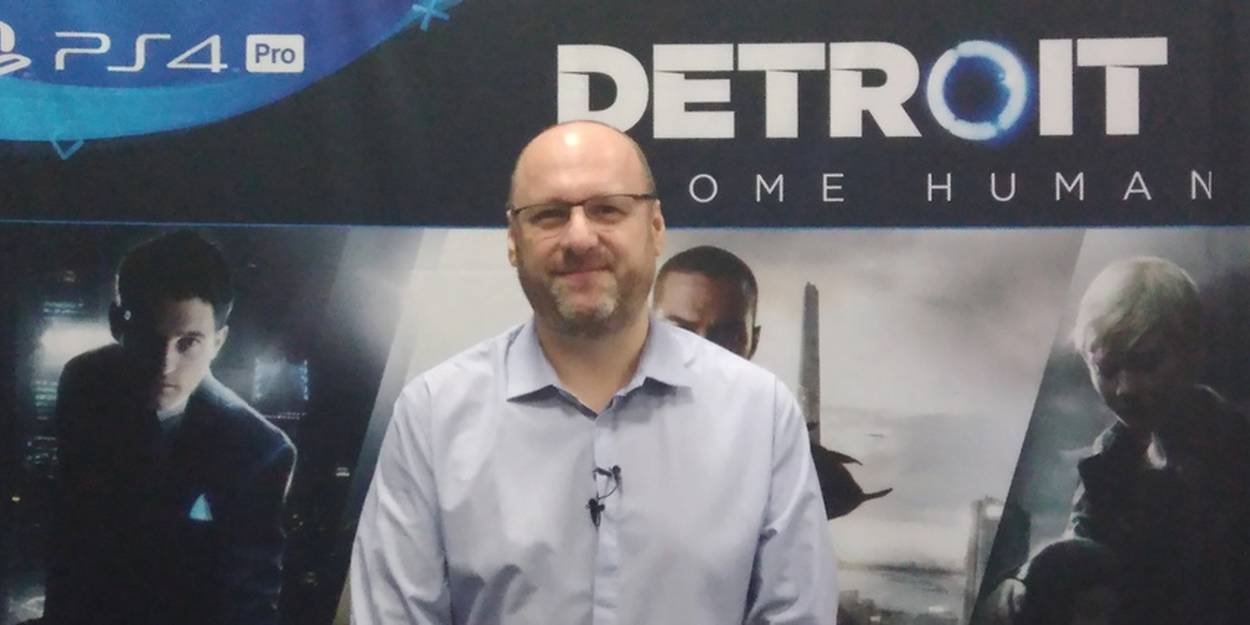 PS4 Pro
DETROIT
OME HUMAN